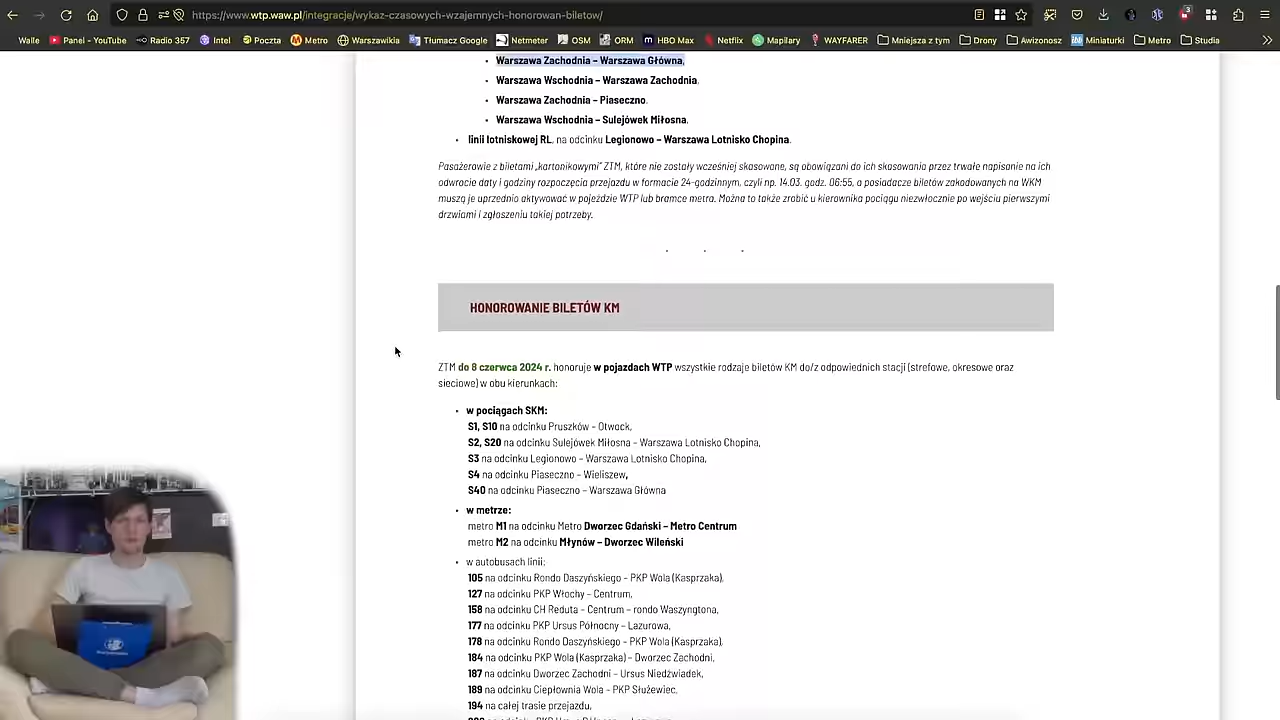 https://www.wtp.waw.pl/integracje/wykaz-czasowych-wzajemnych-honorowan-biletow/
3
Walle Panel - YouTube Radio 357 Intel Poczta Metro Warszawikia Tłumacz Google Netmeter OSM ORM HBO Max Netflix Mapilary WAYFARER Mniejsza z tym Drony Awizonosz Miniaturki Metro Studia
• Warszawa Zachodnia – Warszawa Główna,
• Warszawa Wschodnia – Warszawa Zachodnia,
• Warszawa Zachodnia – Piaseczno,
• Warszawa Wschodnia – Sulejówek Miłosna,
• linii lotniskowej RL, na odcinku Legionowo – Warszawa Lotnisko Chopina.
Pasażerowie z biletami „kartonikowymi” ZTM, które nie zostały wcześniej skasowane, są obowiązani do ich skasowania przez trwałe napisanie na ich
odwrocie daty i godziny rozpoczęcia przejazdu w formacie 24-godzinnym, czyli np. 14.03. godz. 06:55, a posiadacze biletów zakodowanych na WKM
muszą je uprzednio aktywować w pojeździe WTP lub bramce metra. Można to także zrobić u kierownika pociągu niezwłocznie po wejściu pierwszymi
drzwiami i zgłoszeniu takiej potrzeby.
HONOROWANIE BILETÓW KM
ZTM do 8 czerwca 2024 r. honoruje w pojazdach WTP wszystkie rodzaje biletów KM do/z odpowiednich stacji (strefowe, okresowe oraz
sieciowe) w obu kierunkach:
• w pociągach SKM:
S1, S10 na odcinku Pruszków – Otwock,
S2, S20 na odcinku Sulejówek Miłosna – Warszawa Lotnisko Chopina,
S3 na odcinku Legionowo – Warszawa Lotnisko Chopina,
S4 na odcinku Piaseczno – Wieliszew,
S40 na odcinku Piaseczno – Warszawa Główna
• w metrze:
metro M1 na odcinku Metro Dworzec Gdański – Metro Centrum
metro M2 na odcinku Młynów – Dworzec Wileński
• w autobusach linii:
105 na odcinku Rondo Daszyńskiego – PKP Wola (Kasprzaka),
127 na odcinku PKP Włochy – Centrum,
158 na odcinku CH Reduta – Centrum – rondo Waszyngtona,
177 na odcinku PKP Ursus Północny – Lazurowa,
178 na odcinku Rondo Daszyńskiego – PKP Wola (Kasprzaka),
184 na odcinku PKP Wola (Kasprzaka) – Dworzec Zachodni,
187 na odcinku Dworzec Zachodni – Ursus Niedźwiadek,
189 na odcinku Ciepłownia Wola – PKP Służewiec,
194 na całej trasie przejazdu,